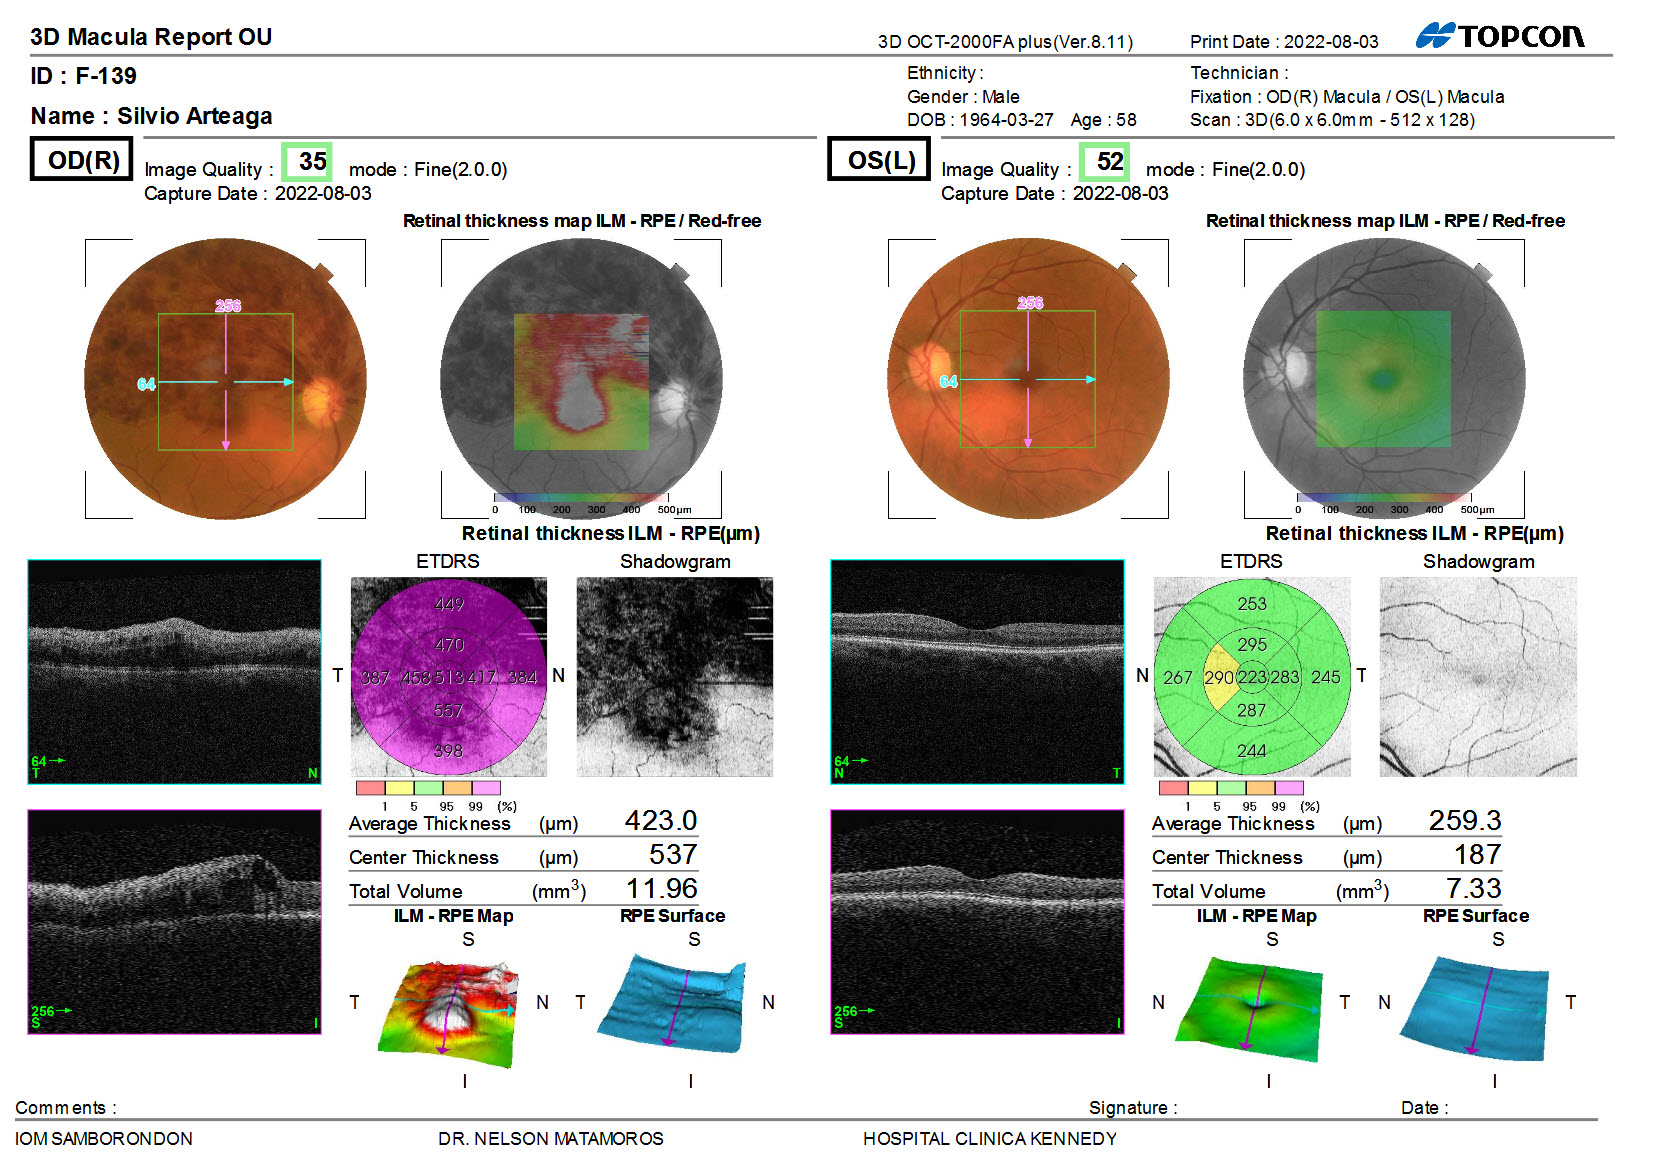 3D Macula Report OU
3D OCT-2000FA plus(Ver.8.11)
Print Date : 2022-08-03
TOPCON
ID : F-139
Ethnicity :
Technician :
Gender : Male
Fixation : OD(R) Macula / OS(L) Macula
Name : Silvio Arteaga
DOB : 1964-03-27 Age : 58
Scan : 3D(6.0 x 6.0mm - 512 x 128)
OD(R)
Image Quality : 35 mode : Fine(2.0.0)
Capture Date : 2022-08-03
Retinal thickness map ILM - RPE / Red-free
256
64
0 100 200 300 400 500µm
Retinal thickness ILM - RPE(µm)
ETDRS
Shadowgram
449
470
T 387 458 513 417 384 N
557
398
64
T N
1 5 95 99 (%)
Average Thickness (µm) 423.0
Center Thickness (µm) 537
Total Volume (mm3) 11.96
256
S I
ILM - RPE Map
RPE Surface
S S
T N T N
I I
OS(L)
Image Quality : 52 mode : Fine(2.0.0)
Capture Date : 2022-08-03
Retinal thickness map ILM - RPE / Red-free
256
64
0 100 200 300 400 500µm
Retinal thickness ILM - RPE(µm)
ETDRS
Shadowgram
253
295
N 267 290 223 283 245 T
287
244
64
N T
1 5 95 99 (%)
Average Thickness (µm) 259.3
Center Thickness (µm) 187
Total Volume (mm3) 7.33
256
S I
ILM - RPE Map
RPE Surface
S S
N T N T
I I
Comments :
Signature :
Date :
IOM SAMBORONDON
DR. NELSON MATAMOROS
HOSPITAL CLINICA KENNEDY